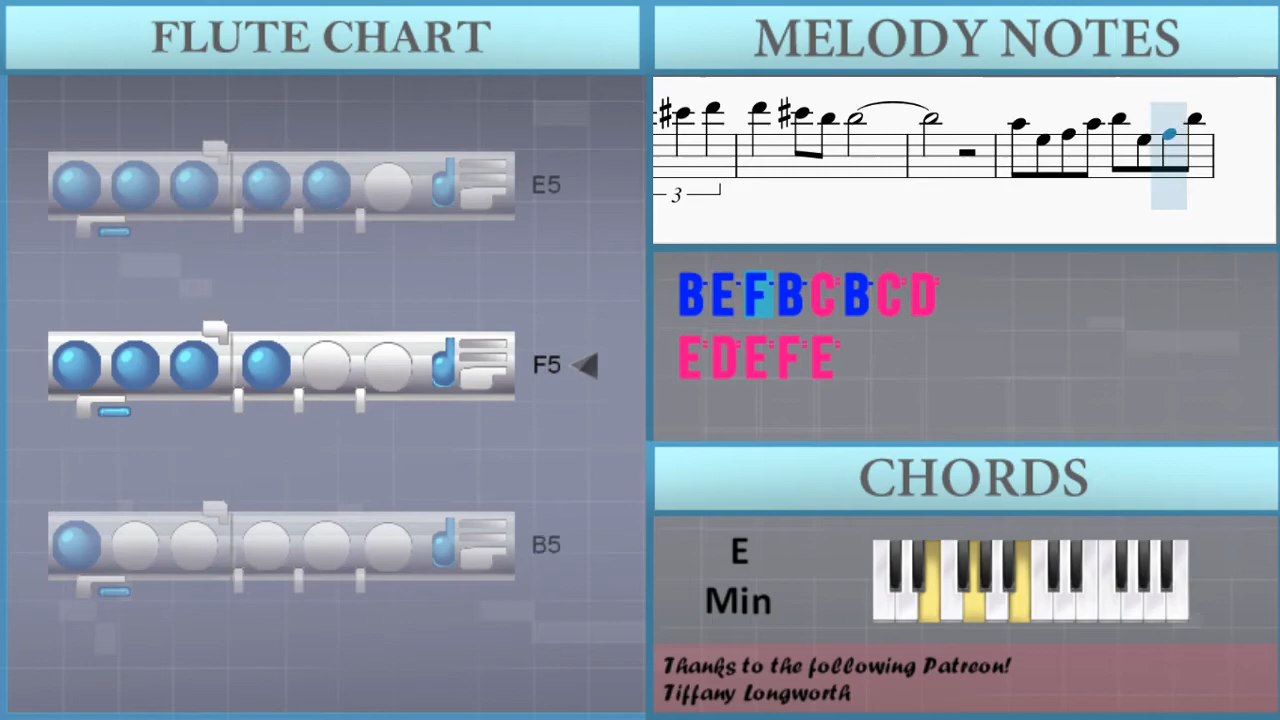 FLUTE CHART
E5
F5
B5
MELODY NOTES
3
BEFBCBCD
EDEFE
CHORDS
E
Min
Thanks to the following Patreon!
Tiffany Longworth